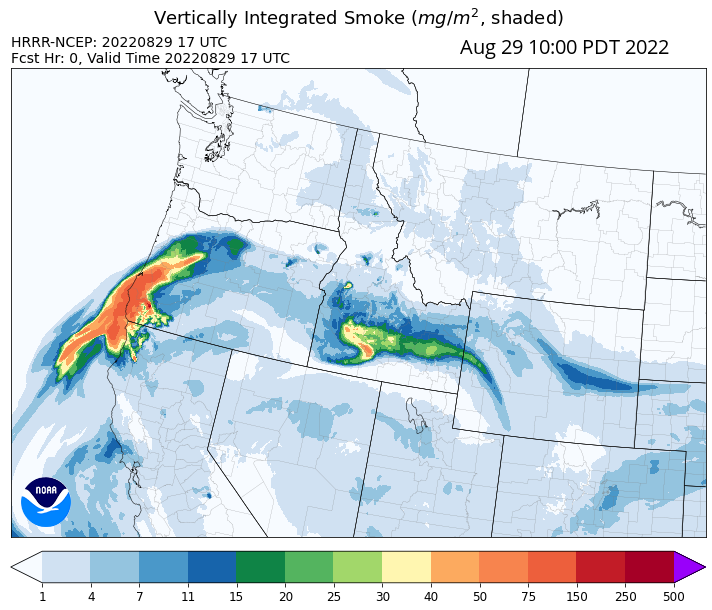 Vertically Integrated Smoke (mg/m², shaded)
HRRR-NCEP: 20220829 17 UTC
Fcst Hr: 0, Valid Time 20220829 17 UTC
Aug 29 10:00 PDT 2022
NOAA
1 4 7 11 15 20 25 30 40 50 75 150 250 500